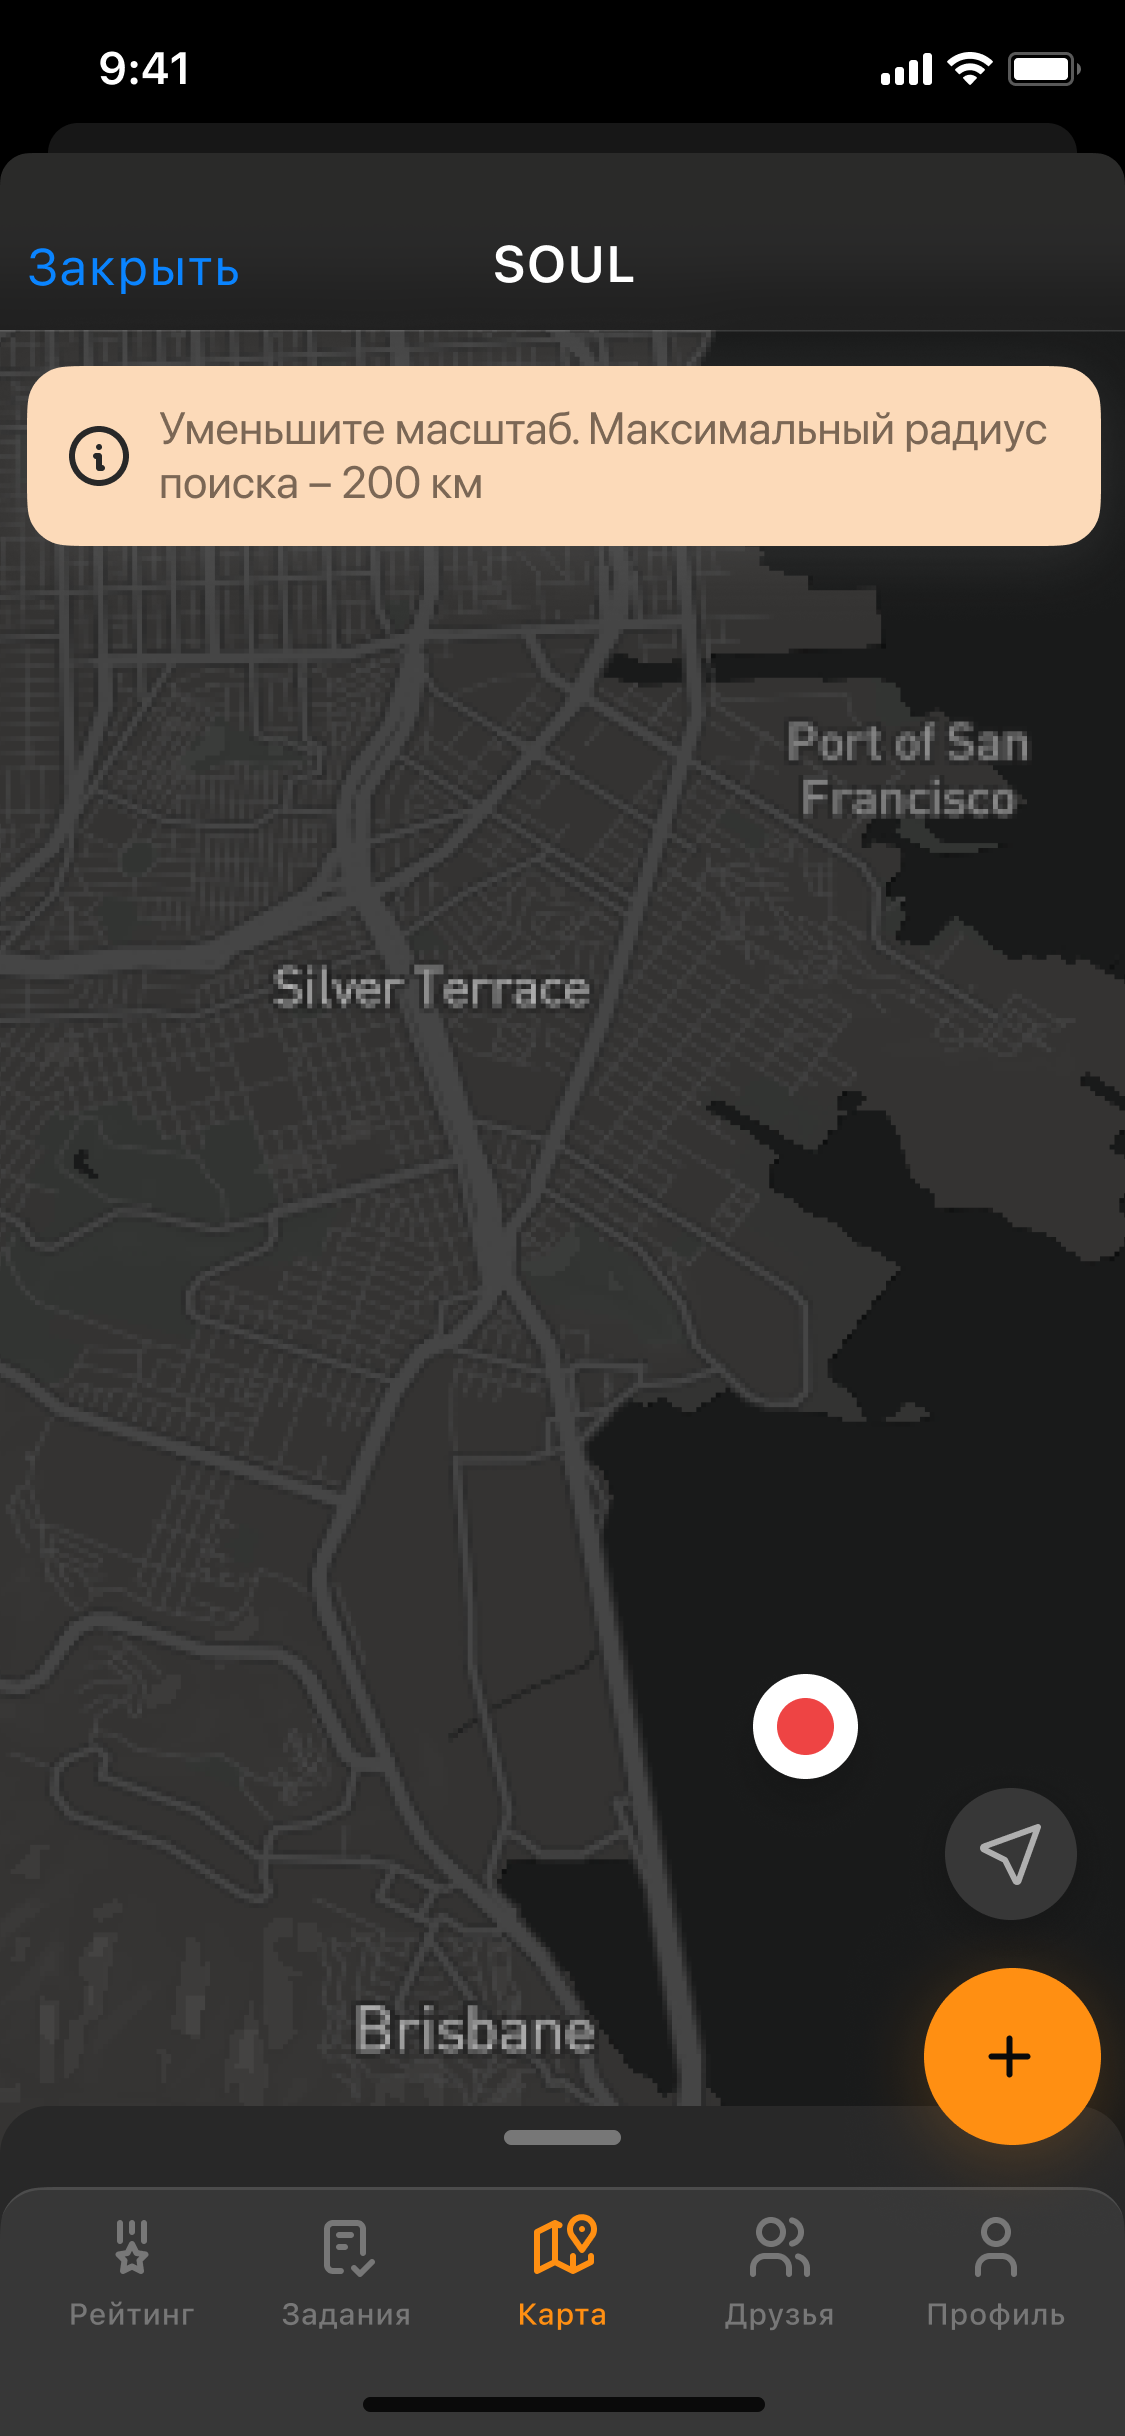 9:41
Закрыть
SOUL
Уменьшите масштаб. Максимальный радиус
поиска – 200 км
Port of San
Francisco
Silver Terrace
Brisbane
Рейтинг
Задания
Карта
Друзья
Профиль